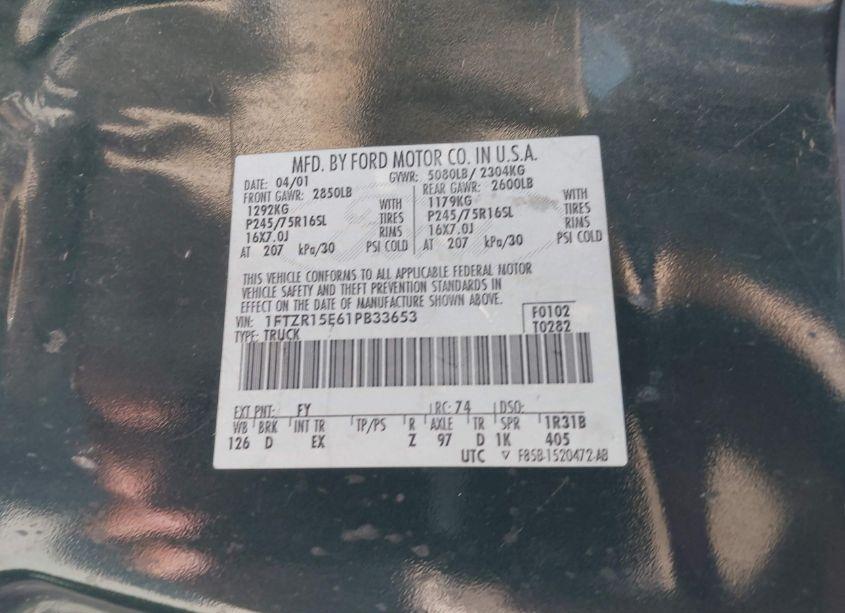 MFD. BY FORD MOTOR CO. IN U.S.A.
DATE: 04/01 GVWR: 5080LB/ 2304KG
FRONT GAWR: 2850LB REAR GAWR: 2600LB
1292KG WITH 1179KG WITH
P245/75R16SL TIRES P245/75R16SL TIRES
16X7.0J RIMS 16X7.0J RIMS
AT 207 kPa/30 PSI COLD AT 207 kPa/30 PSI COLD
THIS VEHICLE CONFORMS TO ALL APPLICABLE FEDERAL MOTOR
VEHICLE SAFETY AND THEFT PREVENTION STANDARDS IN
EFFECT ON THE DATE OF MANUFACTURE SHOWN ABOVE.
VIN: 1FTZR15E61PB33653 F0102
TYPE: TRUCK T0282
EXT PNT: FY RC: 74 DSO:
WB BRK INT TR TP/PS R AXLE TR SPR 1R31B
126 D EX Z 97 D 1K 405
UTC ▽ F85B-1520472-AB